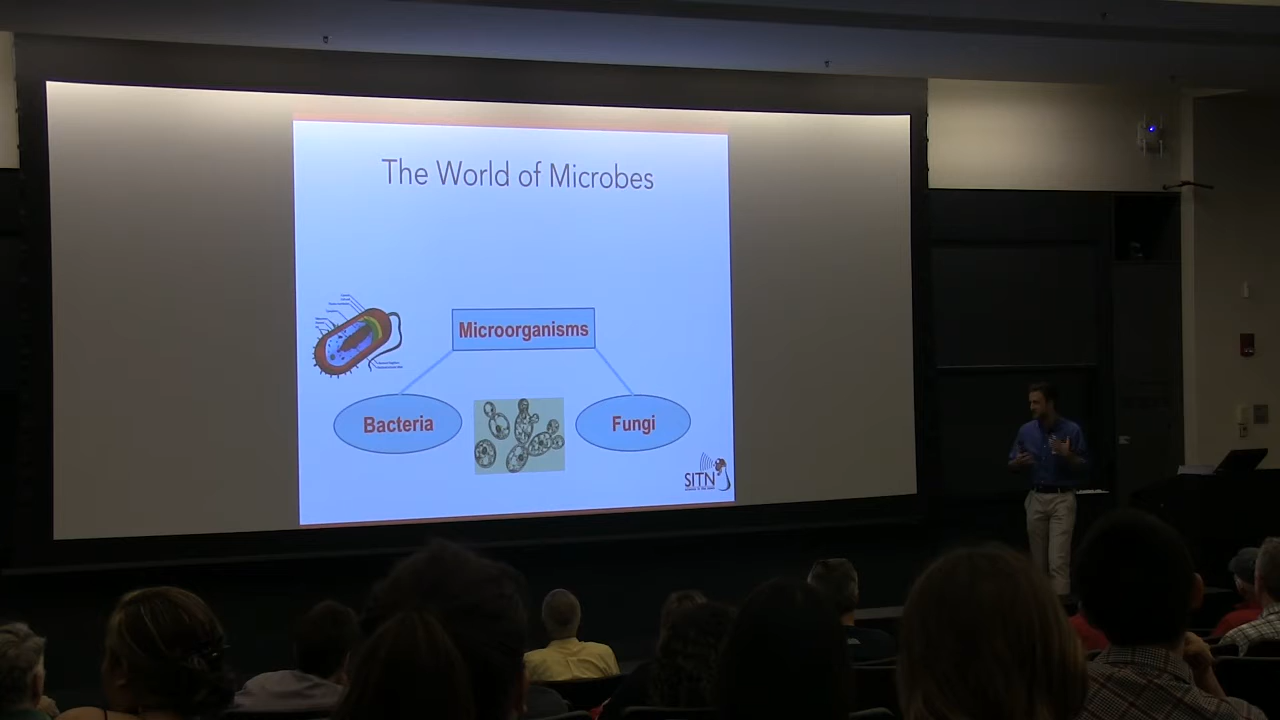 The World of Microbes
Microorganisms
Bacteria
Fungi
SITN